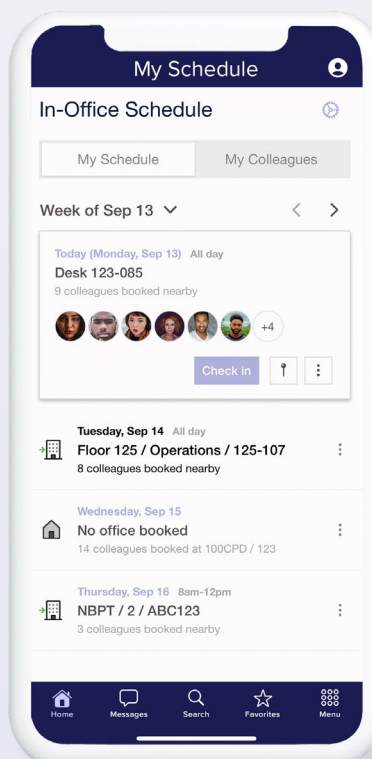 My Schedule
In-Office Schedule
My Schedule My Colleagues
Week of Sep 13
Today (Monday, Sep 13) All day
Desk 123-085
9 colleagues booked nearby
+4
Check in
Tuesday, Sep 14 All day
Floor 125 / Operations / 125-107
8 colleagues booked nearby
Wednesday, Sep 15
No office booked
14 colleagues booked at 100CPD / 123
Thursday, Sep 16 8am-12pm
NBPT / 2 / ABC123
3 colleagues booked nearby
Home Messages Search Favorites Menu